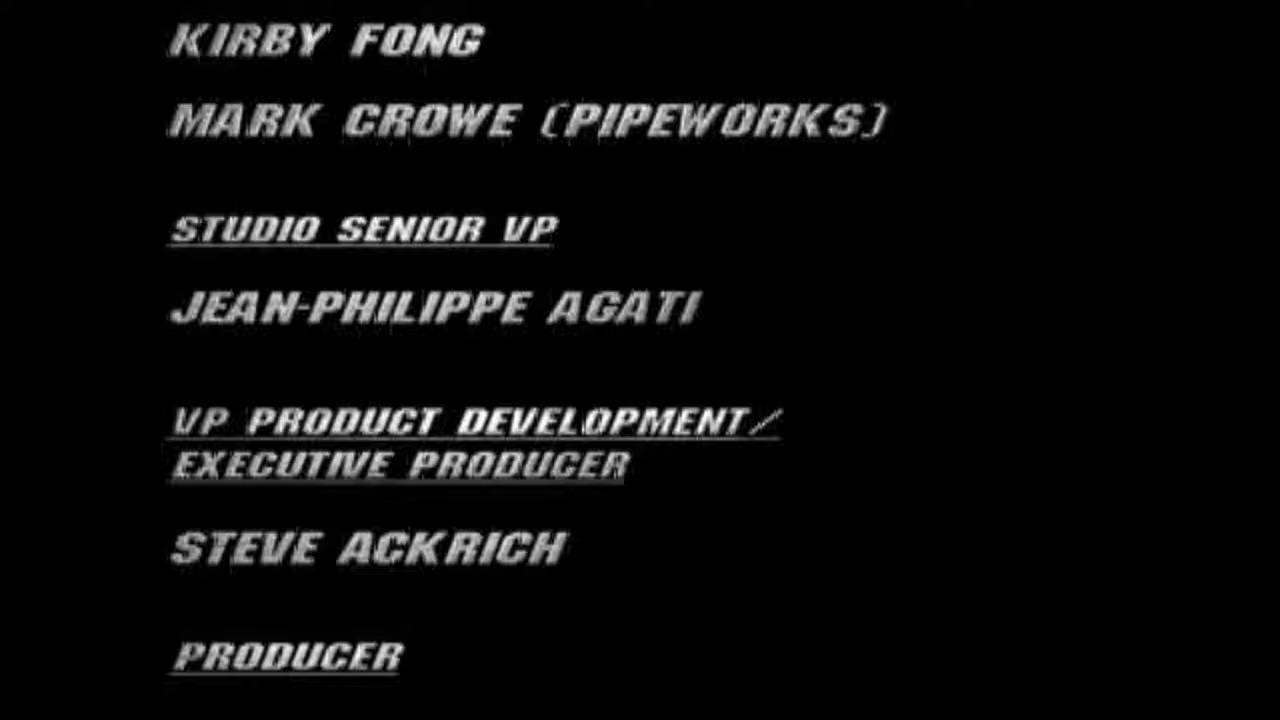 KIRBY FONG
MARK CROWE (PIPEWORKS)
STUDIO SENIOR VP
JEAN-PHILIPPE AGATI
VP PRODUCT DEVELOPMENT/
EXECUTIVE PRODUCER
STEVE ACKRICH
PRODUCER